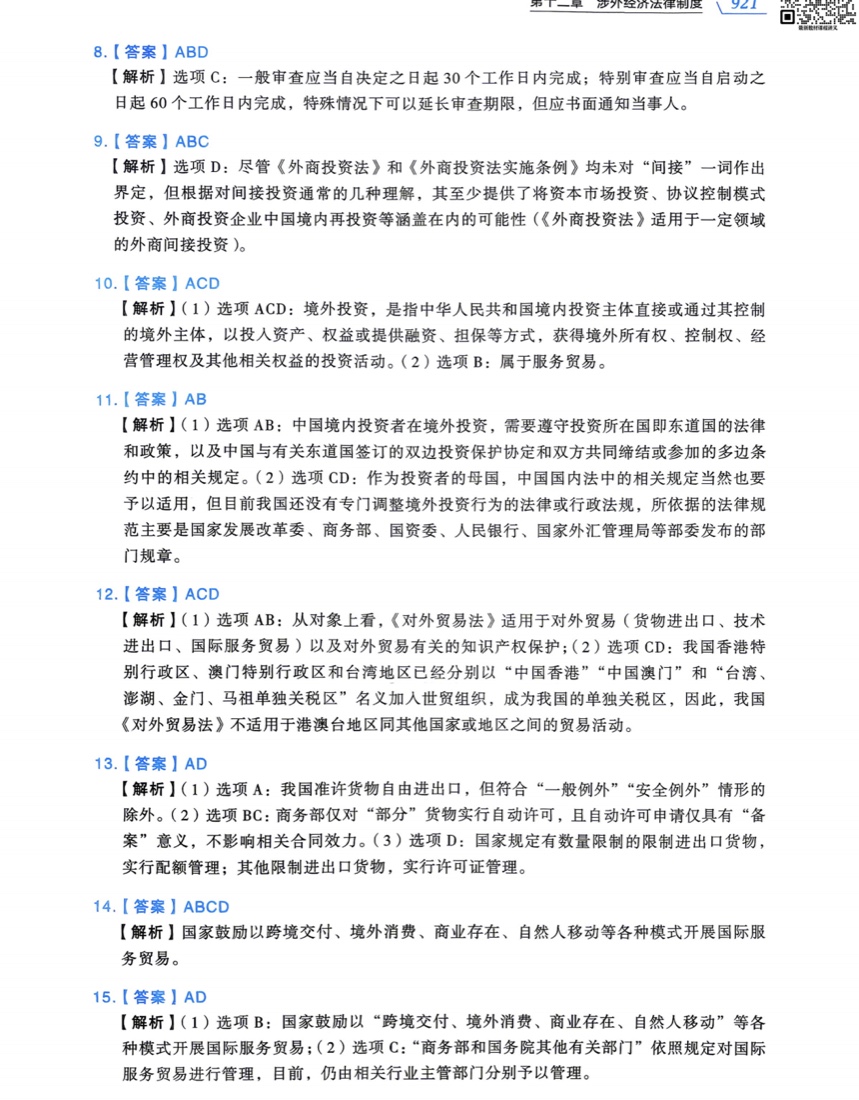 第十二章 涉外经济法律制度 921
8.【答案】ABD
【解析】选项 C：一般审查应当自决定之日起 30 个工作日内完成；特别审查应当自启动之
日起 60 个工作日内完成，特殊情况下可以延长审查期限，但应书面通知当事人。
9.【答案】ABC
【解析】选项 D：尽管《外商投资法》和《外商投资法实施条例》均未对“间接”一词作出
界定，但根据对间接投资通常的几种理解，其至少提供了将资本市场投资、协议控制模式
投资、外商投资企业中国境内再投资等涵盖在内的可能性（《外商投资法》适用于一定领域
的外商间接投资）。
10.【答案】ACD
【解析】（1）选项 ACD：境外投资，是指中华人民共和国境内投资主体直接或通过其控制
的境外主体，以投入资产、权益或提供融资、担保等方式，获得境外所有权、控制权、经
营管理权及其他相关权益的投资活动。（2）选项 B：属于服务贸易。
11.【答案】AB
【解析】（1）选项 AB：中国境内投资者在境外投资，需要遵守投资所在国即东道国的法律
和政策，以及中国与有关东道国签订的双边投资保护协定和双方共同缔结或参加的多边条
约中的相关规定。（2）选项 CD：作为投资者的母国，中国国内法中的相关规定当然也要
予以适用，但目前我国还没有专门调整境外投资行为的法律或行政法规，所依据的法律规
范主要是国家发展改革委、商务部、国资委、人民银行、国家外汇管理局等部委发布的部
门规章。
12.【答案】ACD
【解析】（1）选项 AB：从对象上看，《对外贸易法》适用于对外贸易（货物进出口、技术
进出口、国际服务贸易）以及对外贸易有关的知识产权保护；（2）选项 CD：我国香港特
别行政区、澳门特别行政区和台湾地区已经分别以“中国香港”“中国澳门”和“台湾、
澎湖、金门、马祖单独关税区”名义加入世贸组织，成为我国的单独关税区，因此，我国
《对外贸易法》不适用于港澳台地区同其他国家或地区之间的贸易活动。
13.【答案】AD
【解析】（1）选项 A：我国准许货物自由进出口，但符合“一般例外”“安全例外”情形的
除外。（2）选项 BC：商务部仅对“部分”货物实行自动许可，且自动许可申请仅具有“备
案”意义，不影响相关合同效力。（3）选项 D：国家规定有数量限制的限制进出口货物，
实行配额管理；其他限制进出口货物，实行许可证管理。
14.【答案】ABCD
【解析】国家鼓励以跨境交付、境外消费、商业存在、自然人移动等各种模式开展国际服
务贸易。
15.【答案】AD
【解析】（1）选项 B：国家鼓励以“跨境交付、境外消费、商业存在、自然人移动”等各
种模式开展国际服务贸易；（2）选项 C：“商务部和国务院其他有关部门”依照规定对国际
服务贸易进行管理，目前，仍由相关行业主管部门分别予以管理。